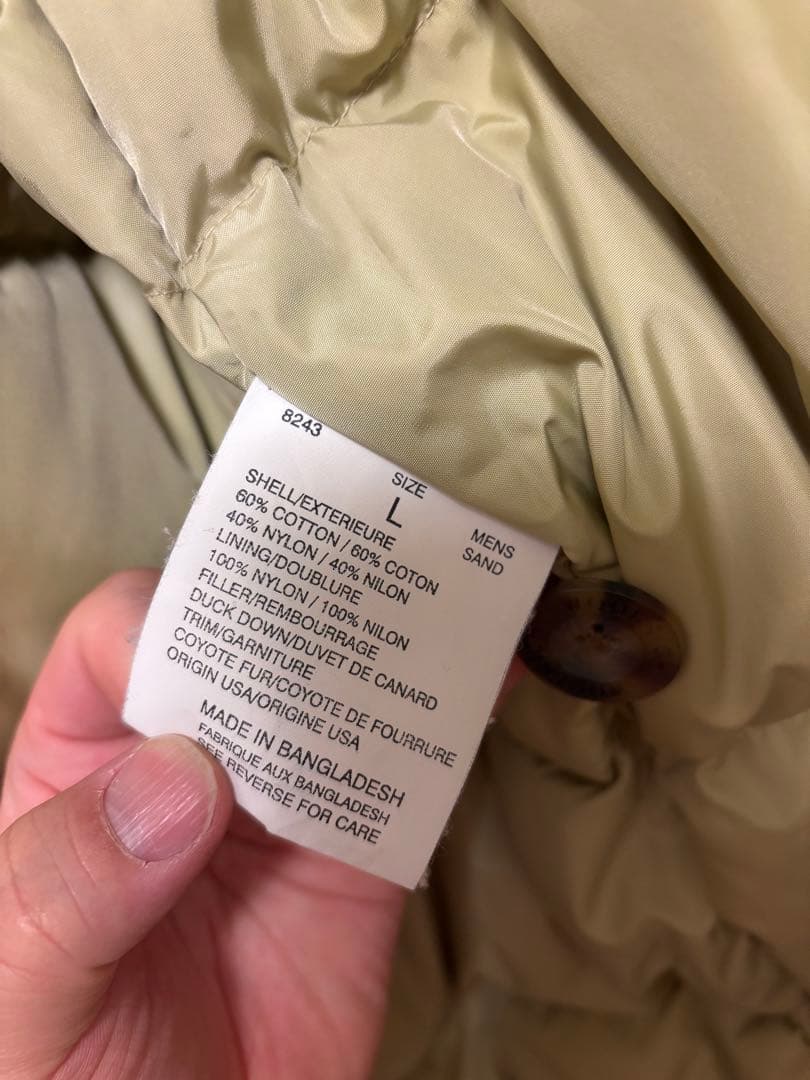 8243
SIZE
L
MENS
SAND
SHELL/EXTERIEURE
60% COTTON / 60% COTON
40% NYLON / 40% NILON
LINING/DOUBLURE
100% NYLON / 100% NILON
FILLER/REMBOURRAGE
DUCK DOWN/DUVET DE CANARD
TRIM/GARNITURE
COYOTE FUR/COYOTE DE FOURRURE
ORIGIN USA/ORIGINE USA
MADE IN BANGLADESH
FABRIQUE AUX BANGLADESH
SEE REVERSE FOR CARE